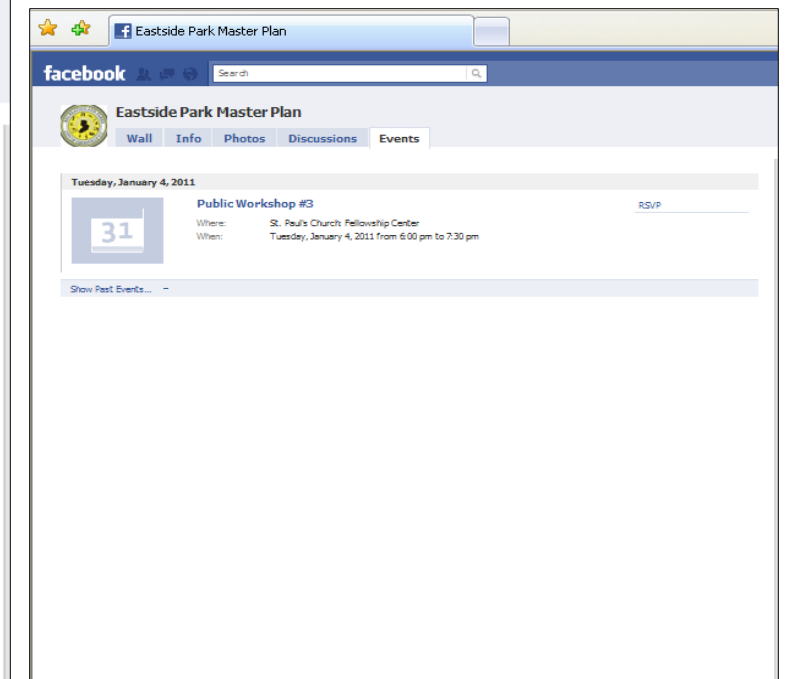 Eastside Park Master Plan
facebook Search
Eastside Park Master Plan
Wall Info Photos Discussions Events
Tuesday, January 4, 2011
Public Workshop #3 RSVP
31
Where: St. Paul's Church: Fellowship Center
When: Tuesday, January 4, 2011 from 6:00 pm to 7:30 pm
Show Past Events... –